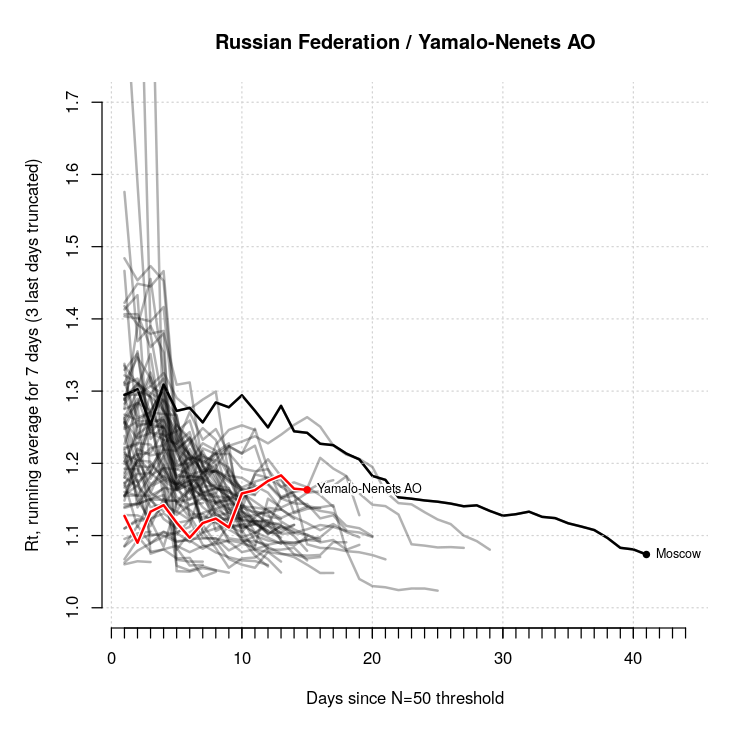 Russian Federation / Yamalo-Nenets AO
Rt, running average for 7 days (3 last days truncated)
1.7
1.6
1.5
1.4
1.3
1.2
1.1
1.0
Yamalo-Nenets AO
Moscow
0 10 20 30 40
Days since N=50 threshold